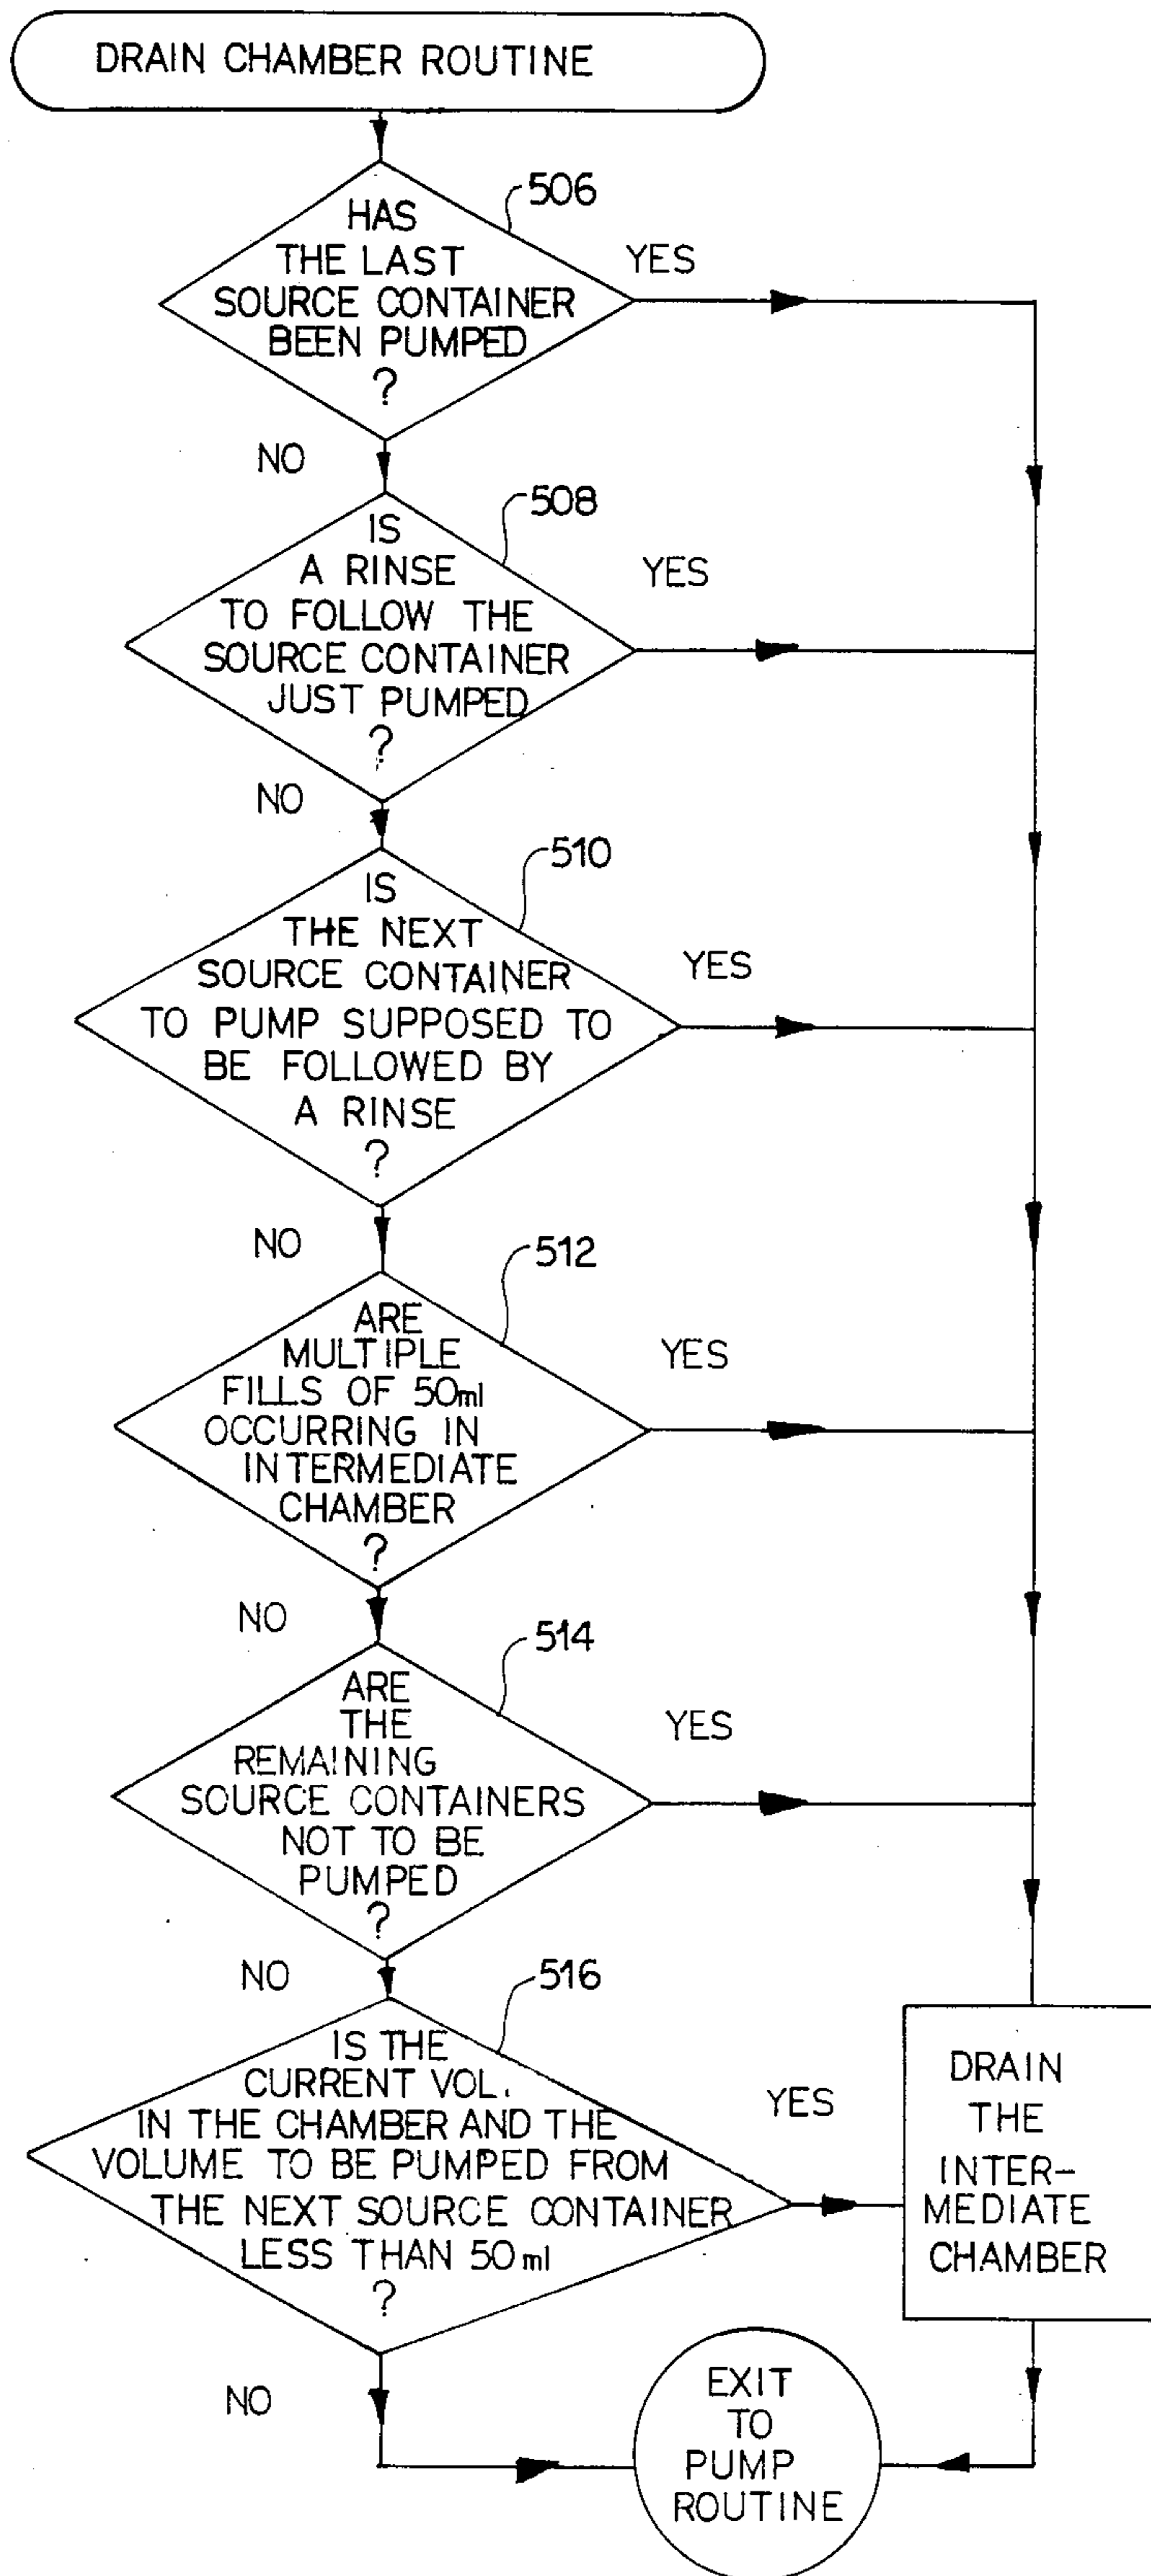 DRAIN CHAMBER ROUTINE
506
HAS
THE LAST
SOURCE CONTAINER
BEEN PUMPED
?
YES
NO
508
IS
A RINSE
TO FOLLOW THE
SOURCE CONTAINER
JUST PUMPED
?
YES
NO
510
IS
THE NEXT
SOURCE CONTAINER
TO PUMP SUPPOSED TO
BE FOLLOWED BY
A RINSE
?
YES
NO
512
ARE
MULTIPLE
FILLS OF 50ml
OCCURRING IN
INTERMEDIATE
CHAMBER
?
YES
NO
514
ARE
THE
REMAINING
SOURCE CONTAINERS
NOT TO BE
PUMPED
?
YES
NO
516
IS THE
CURRENT VOL.
IN THE CHAMBER AND THE
VOLUME TO BE PUMPED FROM
THE NEXT SOURCE CONTAINER
LESS THAN 50ml
?
YES
NO
DRAIN
THE
INTER-
MEDIATE
CHAMBER
EXIT
TO
PUMP
ROUTINE